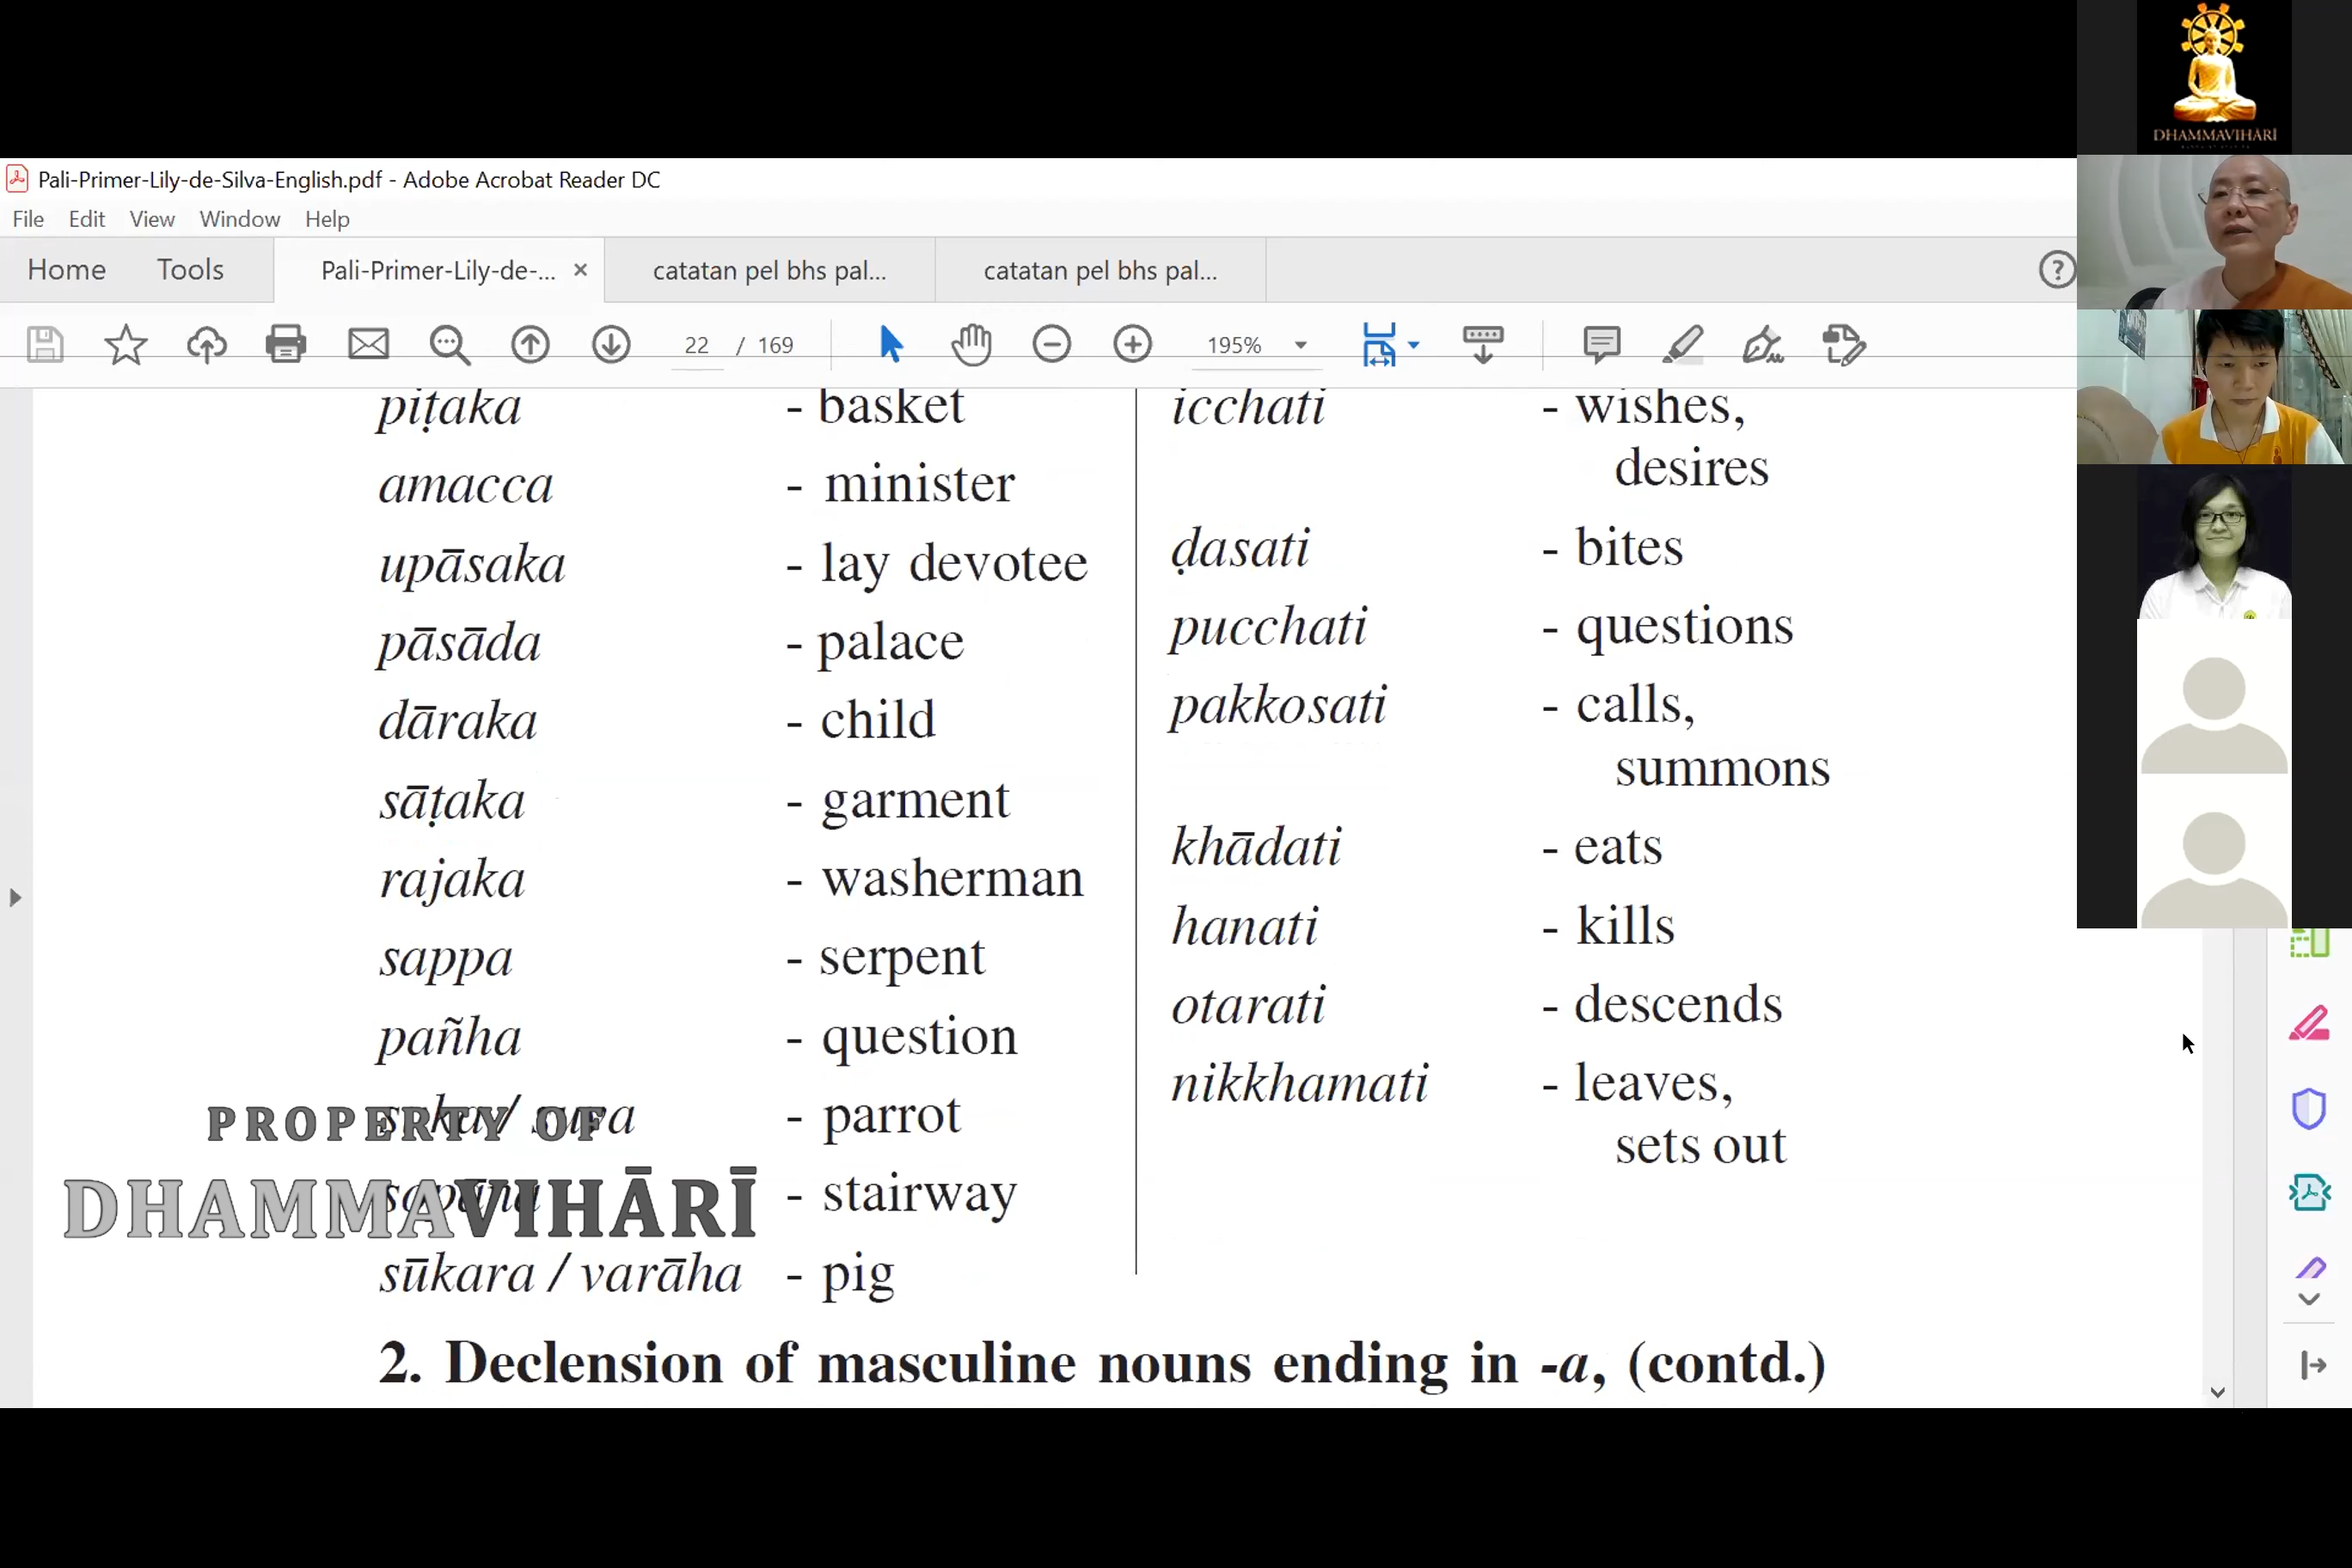 DHAMMAVIHĀRĪ
Pali-Primer-Lily-de-Silva-English.pdf - Adobe Acrobat Reader DC
File Edit View Window Help
Home Tools Pali-Primer-Lily-de-... × catatan pel bhs pal... catatan pel bhs pal...
22 / 169 195%
piṭaka - basket
amacca - minister
upāsaka - lay devotee
pāsāda - palace
dāraka - child
sāṭaka - garment
rajaka - washerman
sappa - serpent
pañha - question
- parrot
- stairway
sūkara / varāha - pig
icchati - wishes,
desires
ḍasati - bites
pucchati - questions
pakkosati - calls,
summons
khādati - eats
hanati - kills
otarati - descends
nikkhamati - leaves,
sets out
2. Declension of masculine nouns ending in -a, (contd.)
PROPERTY OF
DHAMMAVIHĀRĪ